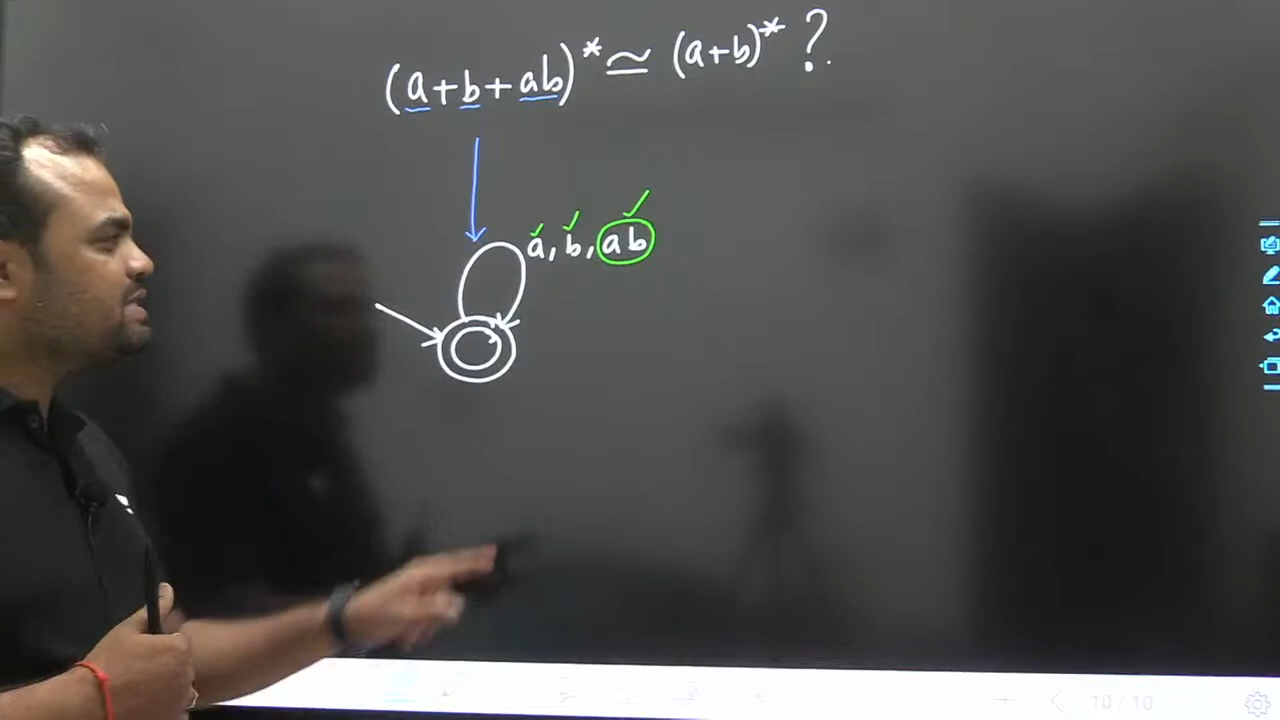 (a+b+ab)* ≃ (a+b)* ?
a, b, ab
10/10